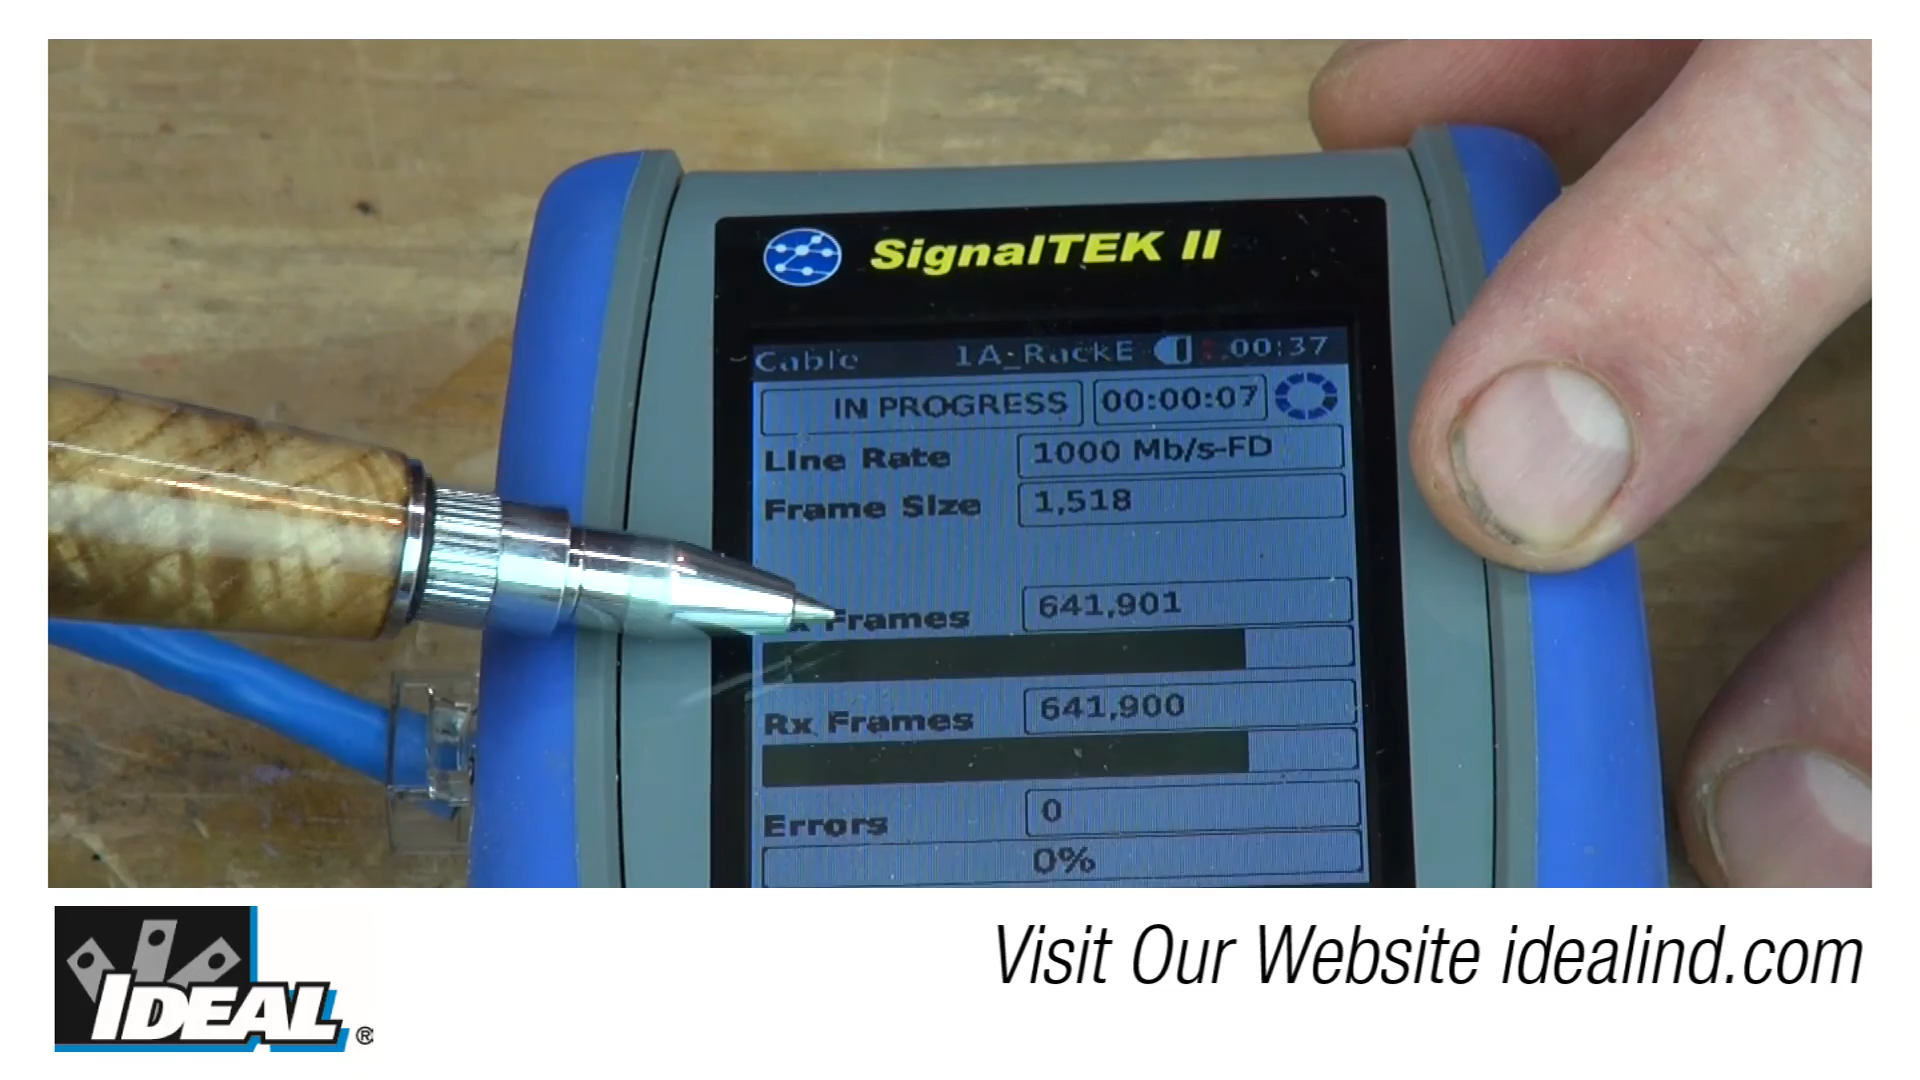 SignalTEK II
Cable 1A_RackE .00:37
IN PROGRESS 00:00:07
Line Rate 1000 Mb/s-FD
Frame Size 1,518
Frames 641,901
Rx Frames 641,900
Errors 0
0%
IDEAL®
Visit Our Website idealind.com